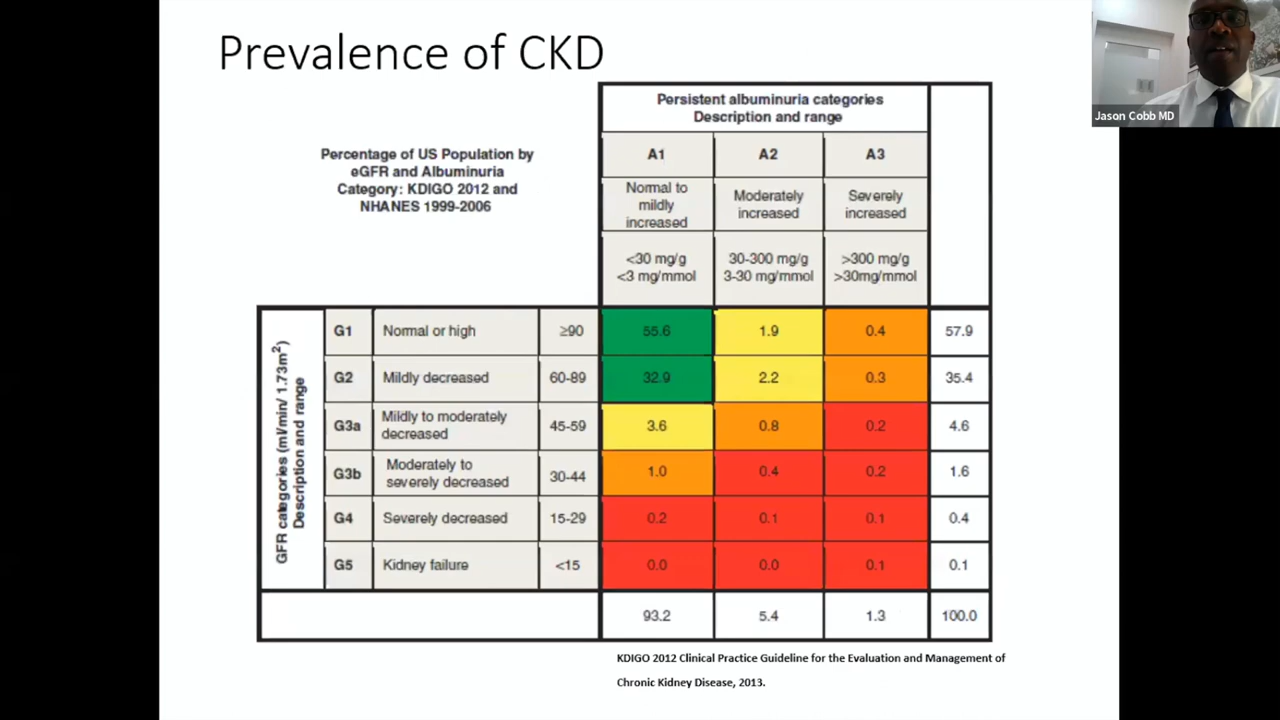 Prevalence of CKD
Jason Cobb MD
Percentage of US Population by
eGFR and Albuminuria
Category: KDIGO 2012 and
NHANES 1999-2006
Persistent albuminuria categories
Description and range
A1
A2
A3
Normal to
mildly
increased
Moderately
increased
Severely
increased
<30 mg/g
<3 mg/mmol
30-300 mg/g
3-30 mg/mmol
>300 mg/g
>30mg/mmol
GFR categories (ml/min/ 1.73m²)
Description and range
G1 Normal or high ≥90 55.6 1.9 0.4 57.9
G2 Mildly decreased 60-89 32.9 2.2 0.3 35.4
G3a Mildly to moderately
decreased 45-59 3.6 0.8 0.2 4.6
G3b Moderately to
severely decreased 30-44 1.0 0.4 0.2 1.6
G4 Severely decreased 15-29 0.2 0.1 0.1 0.4
G5 Kidney failure <15 0.0 0.0 0.1 0.1
93.2 5.4 1.3 100.0
KDIGO 2012 Clinical Practice Guideline for the Evaluation and Management of
Chronic Kidney Disease, 2013.